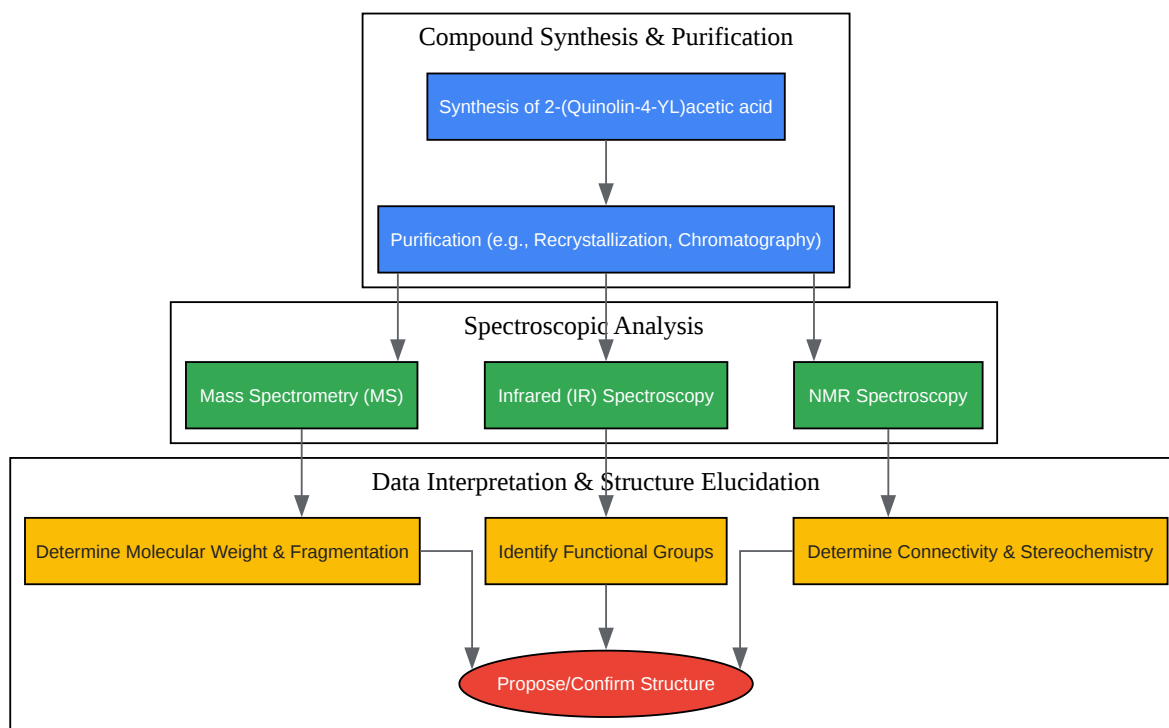 Compound Synthesis & Purification
Synthesis of 2-(Quinolin-4-YL)acetic acid
Purification (e.g., Recrystallization, Chromatography)
Spectroscopic Analysis
Mass Spectrometry (MS)
Infrared (IR) Spectroscopy
NMR Spectroscopy
Data Interpretation & Structure Elucidation
Determine Molecular Weight & Fragmentation
Identify Functional Groups
Determine Connectivity & Stereochemistry
Propose/Confirm Structure